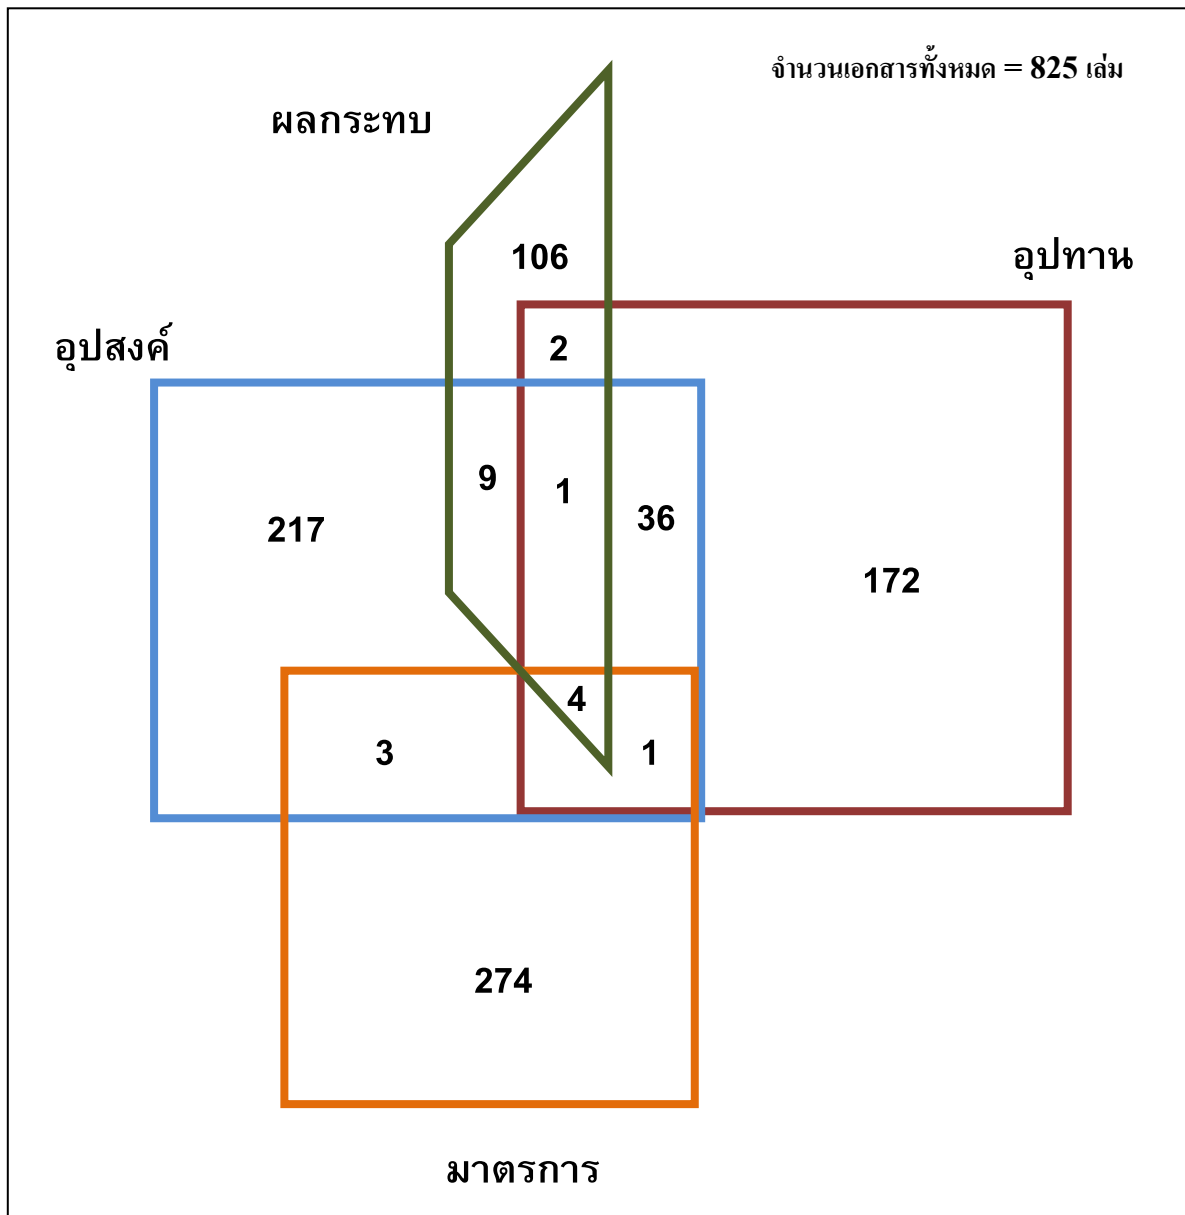 จำนวนเอกสารทั้งหมด = 825 เล่ม
ผลกระทบ
106
อุปทาน
อุปสงค์
2
9
1
36
217
172
4
3
1
274
มาตรการ